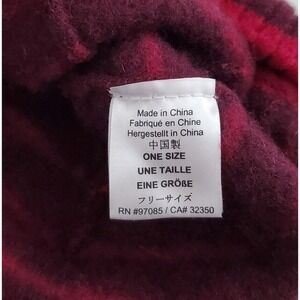 Made in China
Fabriqué en Chine
Hergestellt in China
中国製
ONE SIZE
UNE TAILLE
EINE GRÖßE
フリーサイズ
RN #97085 / CA# 32350